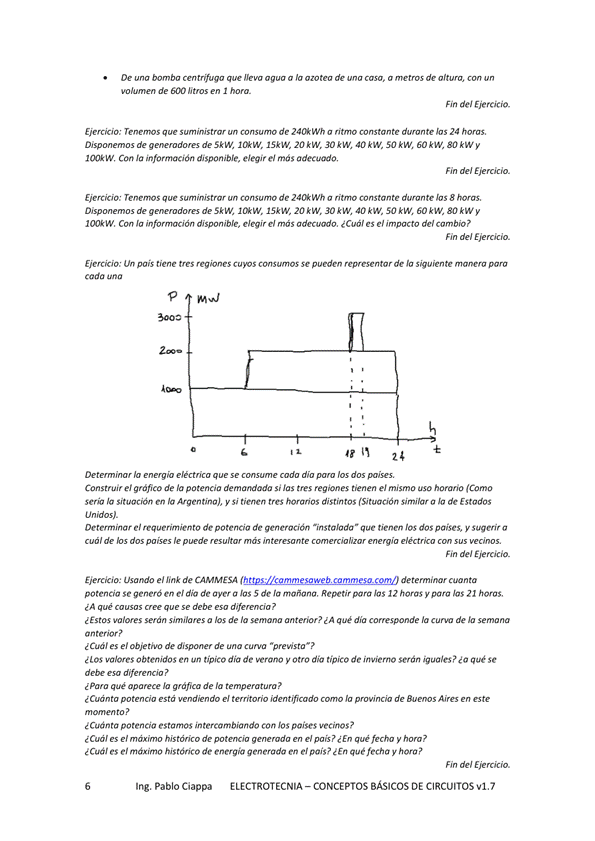 • De una bomba centrífuga que lleva agua a la azotea de una casa, a metros de altura, con un
volumen de 600 litros en 1 hora.
Fin del Ejercicio.
Ejercicio: Tenemos que suministrar un consumo de 240kWh a ritmo constante durante las 24 horas.
Disponemos de generadores de 5kW, 10kW, 15kW, 20 kW, 30 kW, 40 kW, 50 kW, 60 kW, 80 kW y
100kW. Con la información disponible, elegir el más adecuado.
Fin del Ejercicio.
Ejercicio: Tenemos que suministrar un consumo de 240kWh a ritmo constante durante las 8 horas.
Disponemos de generadores de 5kW, 10kW, 15kW, 20 kW, 30 kW, 40 kW, 50 kW, 60 kW, 80 kW y
100kW. Con la información disponible, elegir el más adecuado. ¿Cuál es el impacto del cambio?
Fin del Ejercicio.
Ejercicio: Un país tiene tres regiones cuyos consumos se pueden representar de la siguiente manera para
cada una
P MW
3000
2000
1000
h
0 6 12 18 19 24 t
Determinar la energía eléctrica que se consume cada día para los dos países.
Construir el gráfico de la potencia demandada si las tres regiones tienen el mismo uso horario (Como
sería la situación en la Argentina), y si tienen tres horarios distintos (Situación similar a la de Estados
Unidos).
Determinar el requerimiento de potencia de generación “instalada” que tienen los dos países, y sugerir a
cuál de los dos países le puede resultar más interesante comercializar energía eléctrica con sus vecinos.
Fin del Ejercicio.
Ejercicio: Usando el link de CAMMESA (https://cammesaweb.cammesa.com/) determinar cuanta
potencia se generó en el día de ayer a las 5 de la mañana. Repetir para las 12 horas y para las 21 horas.
¿A qué causas cree que se debe esa diferencia?
¿Estos valores serán similares a los de la semana anterior? ¿A qué día corresponde la curva de la semana
anterior?
¿Cuál es el objetivo de disponer de una curva “prevista”?
¿Los valores obtenidos en un típico día de verano y otro día típico de invierno serán iguales? ¿a qué se
debe esa diferencia?
¿Para qué aparece la gráfica de la temperatura?
¿Cuánta potencia está vendiendo el territorio identificado como la provincia de Buenos Aires en este
momento?
¿Cuánta potencia estamos intercambiando con los países vecinos?
¿Cuál es el máximo histórico de potencia generada en el país? ¿En qué fecha y hora?
¿Cuál es el máximo histórico de energía generada en el país? ¿En qué fecha y hora?
Fin del Ejercicio.
6 Ing. Pablo Ciappa ELECTROTECNIA – CONCEPTOS BÁSICOS DE CIRCUITOS v1.7